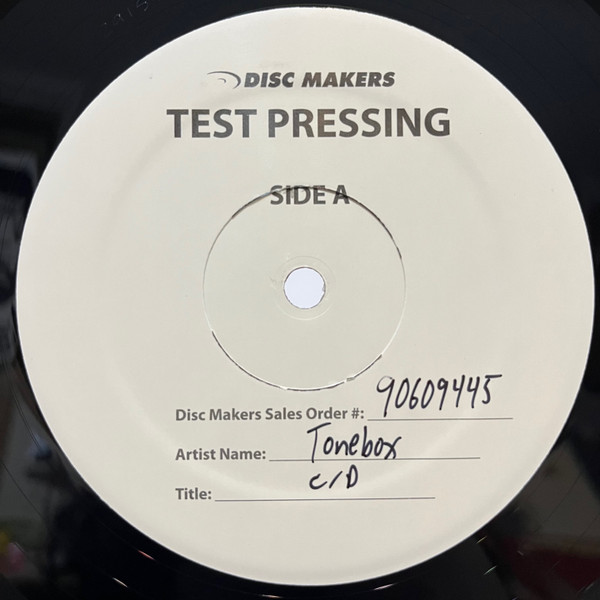 DISC MAKERS
TEST PRESSING
SIDE A
Disc Makers Sales Order #: 90609445
Artist Name: Tonebox
Title: C/D